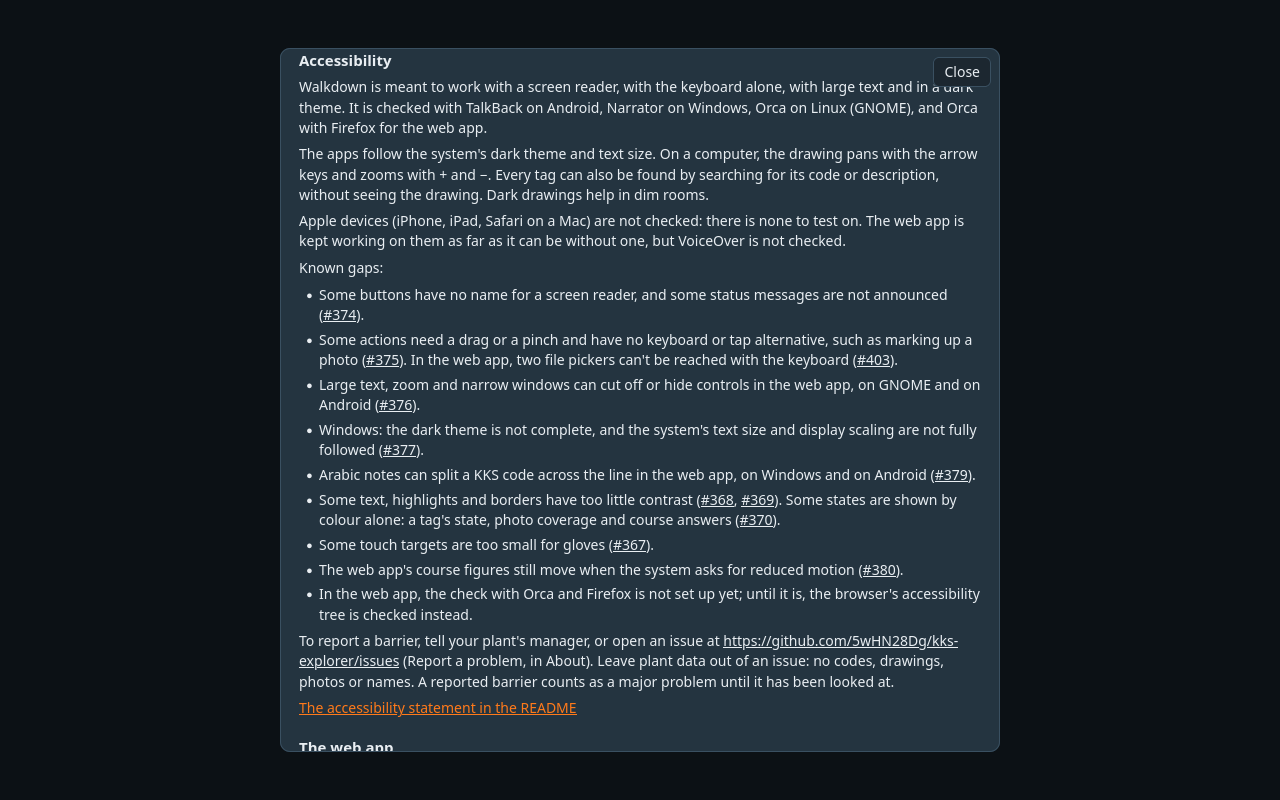 Accessibility
Close
Walkdown is meant to work with a screen reader, with the keyboard alone, with large text and in a dark
theme. It is checked with TalkBack on Android, Narrator on Windows, Orca on Linux (GNOME), and Orca
with Firefox for the web app.
The apps follow the system's dark theme and text size. On a computer, the drawing pans with the arrow
keys and zooms with + and −. Every tag can also be found by searching for its code or description,
without seeing the drawing. Dark drawings help in dim rooms.
Apple devices (iPhone, iPad, Safari on a Mac) are not checked: there is none to test on. The web app is
kept working on them as far as it can be without one, but VoiceOver is not checked.
Known gaps:
• Some buttons have no name for a screen reader, and some status messages are not announced
(#374).
• Some actions need a drag or a pinch and have no keyboard or tap alternative, such as marking up a
photo (#375). In the web app, two file pickers can't be reached with the keyboard (#403).
• Large text, zoom and narrow windows can cut off or hide controls in the web app, on GNOME and on
Android (#376).
• Windows: the dark theme is not complete, and the system's text size and display scaling are not fully
followed (#377).
• Arabic notes can split a KKS code across the line in the web app, on Windows and on Android (#379).
• Some text, highlights and borders have too little contrast (#368, #369). Some states are shown by
colour alone: a tag's state, photo coverage and course answers (#370).
• Some touch targets are too small for gloves (#367).
• The web app's course figures still move when the system asks for reduced motion (#380).
• In the web app, the check with Orca and Firefox is not set up yet; until it is, the browser's accessibility
tree is checked instead.
To report a barrier, tell your plant's manager, or open an issue at https://github.com/5wHN28Dg/kks-
explorer/issues (Report a problem, in About). Leave plant data out of an issue: no codes, drawings,
photos or names. A reported barrier counts as a major problem until it has been looked at.
The accessibility statement in the README
The web app